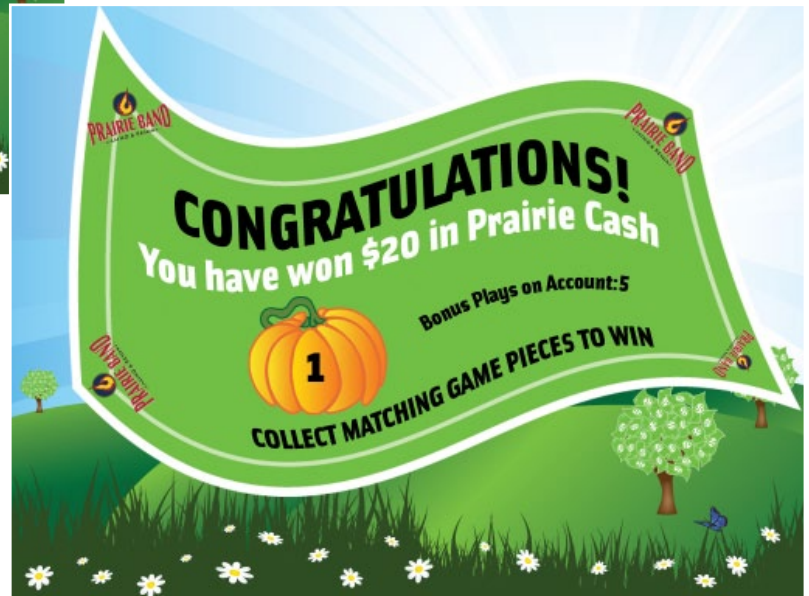 PRAIRIE BAND
PRAIRIE BAND
CONGRATULATIONS!
You have won $20 in Prairie Cash
Bonus Plays on Account:5
1
COLLECT MATCHING GAME PIECES TO WIN
PRAIRIE BAND
PRAIRIE BAND